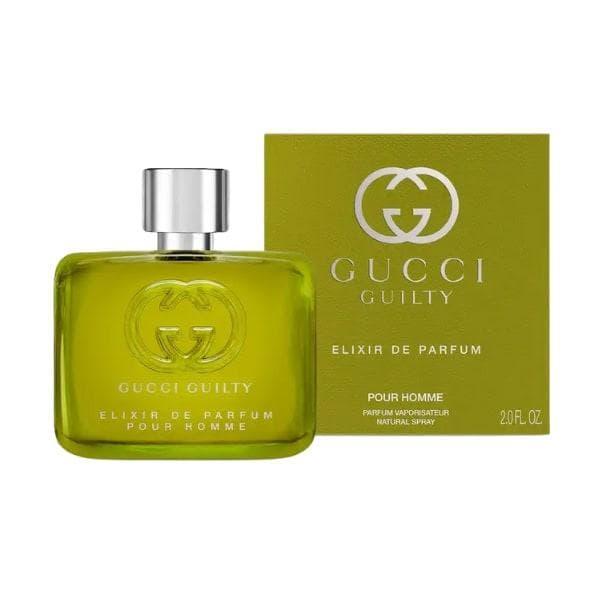 GUCCI GUILTY
ELIXIR DE PARFUM
POUR HOMME
GUCCI
GUILTY
ELIXIR DE PARFUM
POUR HOMME
PARFUM VAPORISATEUR
NATURAL SPRAY
2.0 FL. OZ.